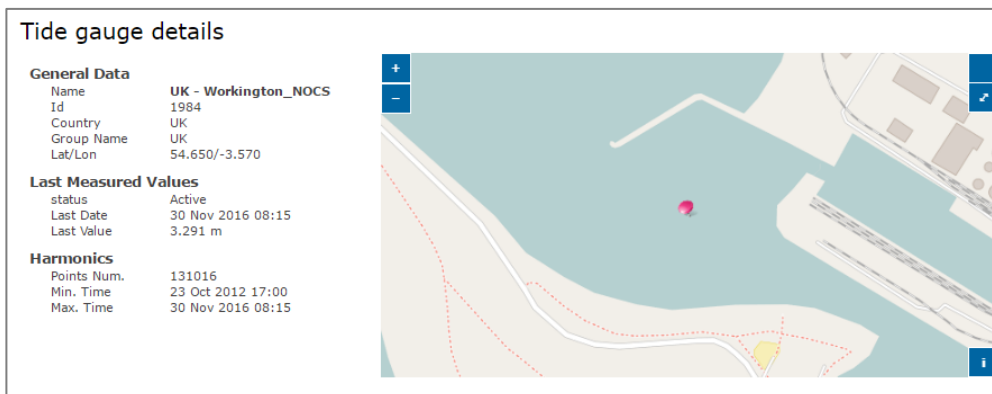 Tide gauge details
General Data
Name UK - Workington_NOCS
Id 1984
Country UK
Group Name UK
Lat/Lon 54.650/-3.570
Last Measured Values
status Active
Last Date 30 Nov 2016 08:15
Last Value 3.291 m
Harmonics
Points Num. 131016
Min. Time 23 Oct 2012 17:00
Max. Time 30 Nov 2016 08:15
+
−
i